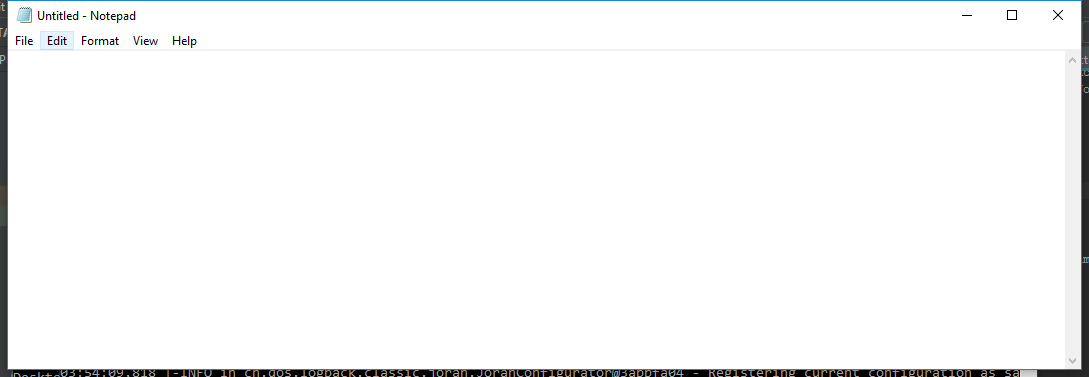 Untitled - Notepad
File Edit Format View Help
03:54:09.818 |-INFO in ch.qos.logback.classic.joran.JoranConfigurator@3abbfa04 - Registering current configuration as sa